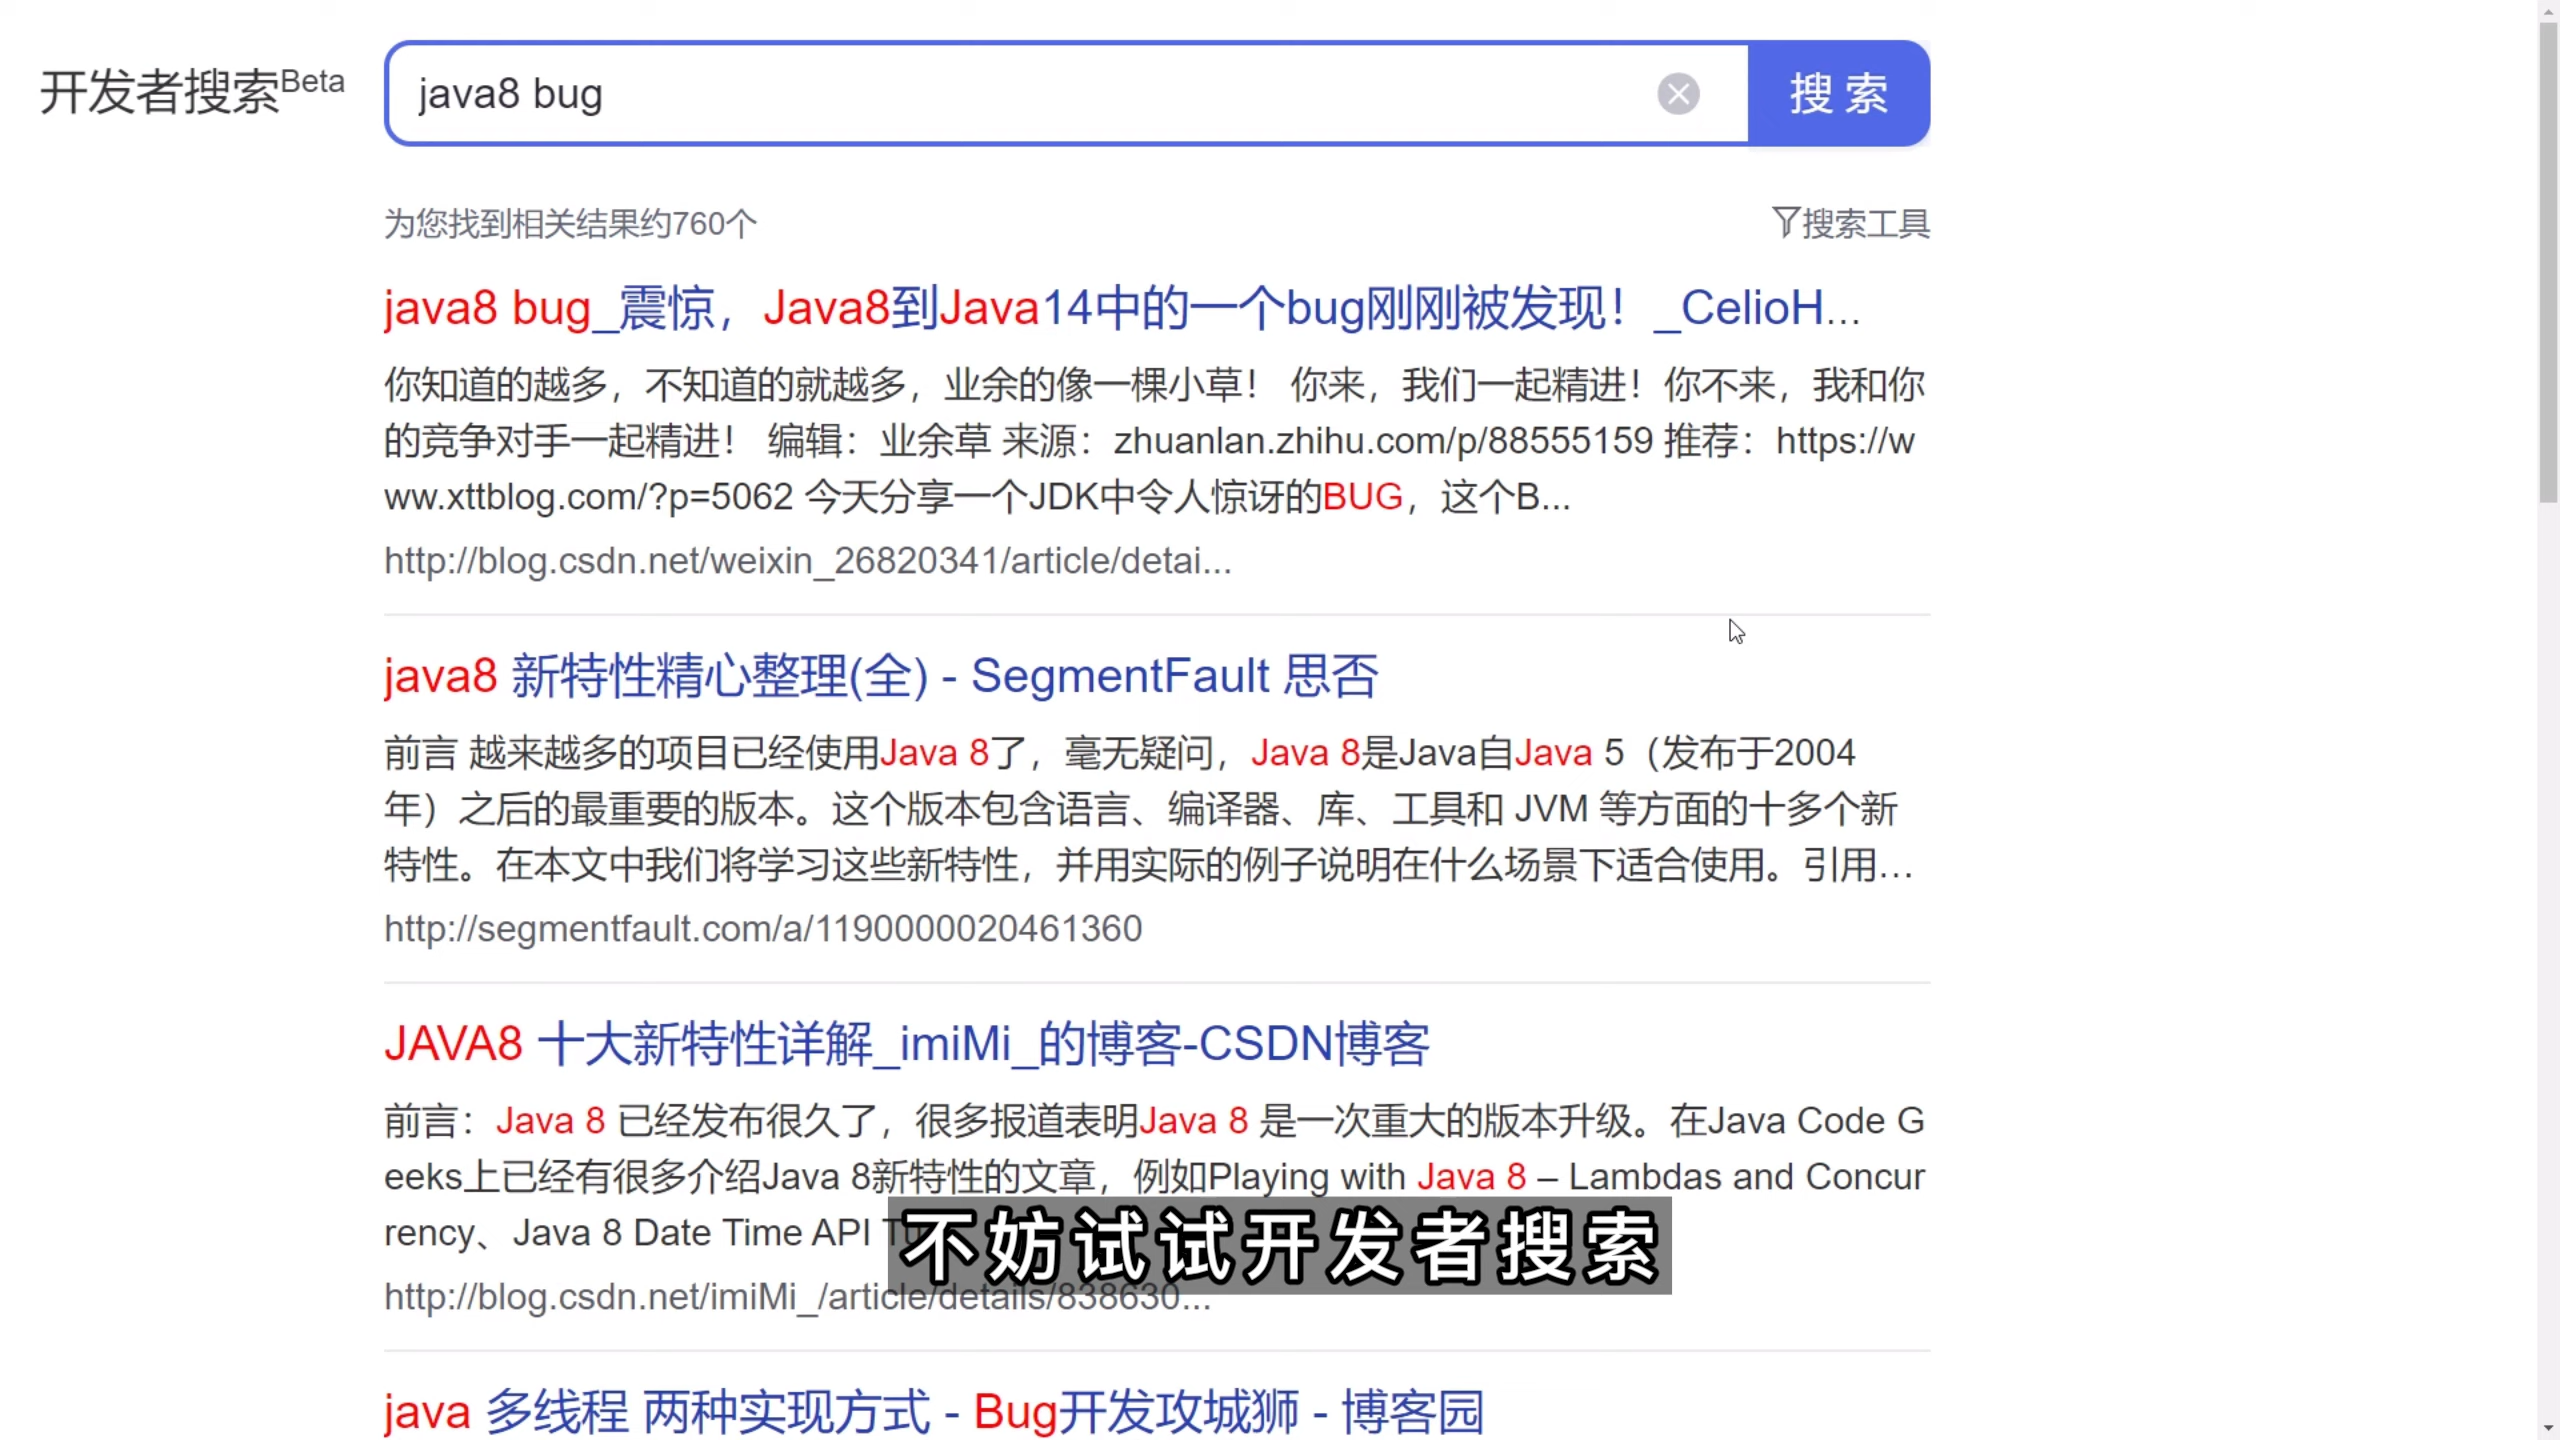 开发者搜索Beta
java8 bug
搜 索
为您找到相关结果约760个
搜索工具
java8 bug_震惊，Java8到Java14中的一个bug刚刚被发现！_CelioH...
你知道的越多，不知道的就越多，业余的像一棵小草！ 你来，我们一起精进！你不来，我和你
的竞争对手一起精进！ 编辑：业余草 来源：zhuanlan.zhihu.com/p/88555159 推荐：https://w
ww.xttblog.com/?p=5062 今天分享一个JDK中令人惊讶的BUG，这个B...
http://blog.csdn.net/weixin_26820341/article/detai...
java8 新特性精心整理(全) - SegmentFault 思否
前言 越来越多的项目已经使用Java 8了，毫无疑问，Java 8是Java自Java 5（发布于2004
年）之后的最重要的版本。这个版本包含语言、编译器、库、工具和 JVM 等方面的十多个新
特性。在本文中我们将学习这些新特性，并用实际的例子说明在什么场景下适合使用。引用...
http://segmentfault.com/a/1190000020461360
JAVA8 十大新特性详解_imiMi_的博客-CSDN博客
前言：Java 8 已经发布很久了，很多报道表明Java 8 是一次重大的版本升级。在Java Code G
eeks上已经有很多介绍Java 8新特性的文章，例如Playing with Java 8 – Lambdas and Concur
rency、Java 8 Date Time API
不妨试试开发者搜索
http://blog.csdn.net/imiMi_/article/details/838630...
java 多线程 两种实现方式 - Bug开发攻城狮 - 博客园